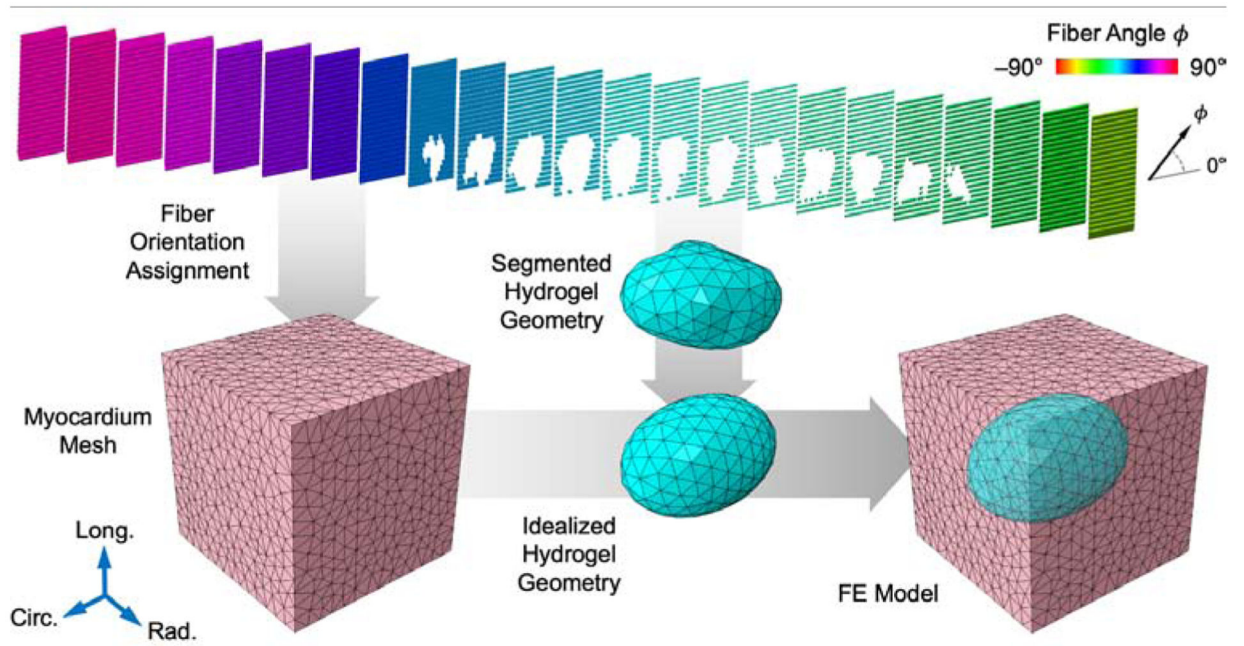 Fiber Angle ϕ
–90°
90°
ϕ
0°
Fiber
Orientation
Assignment
Segmented
Hydrogel
Geometry
Myocardium
Mesh
Idealized
Hydrogel
Geometry
FE Model
Long.
Circ.
Rad.